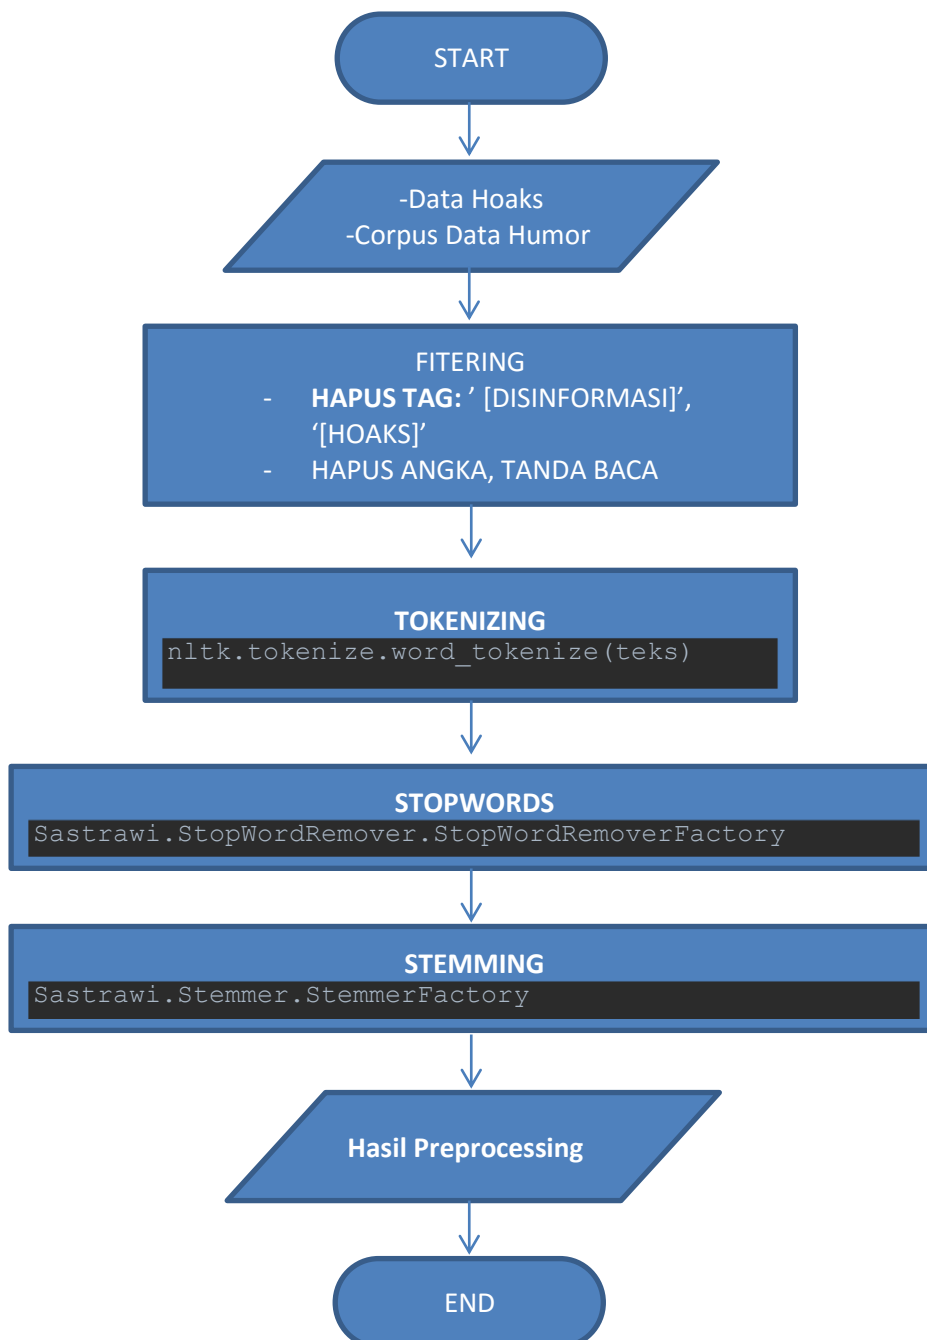 START
-Data Hoaks
-Corpus Data Humor
FITERING
- HAPUS TAG: ’ [DISINFORMASI]’,
‘[HOAKS]’
- HAPUS ANGKA, TANDA BACA
TOKENIZING
nltk.tokenize.word_tokenize(teks)
STOPWORDS
Sastrawi.StopWordRemover.StopWordRemoverFactory
STEMMING
Sastrawi.Stemmer.StemmerFactory
Hasil Preprocessing
END